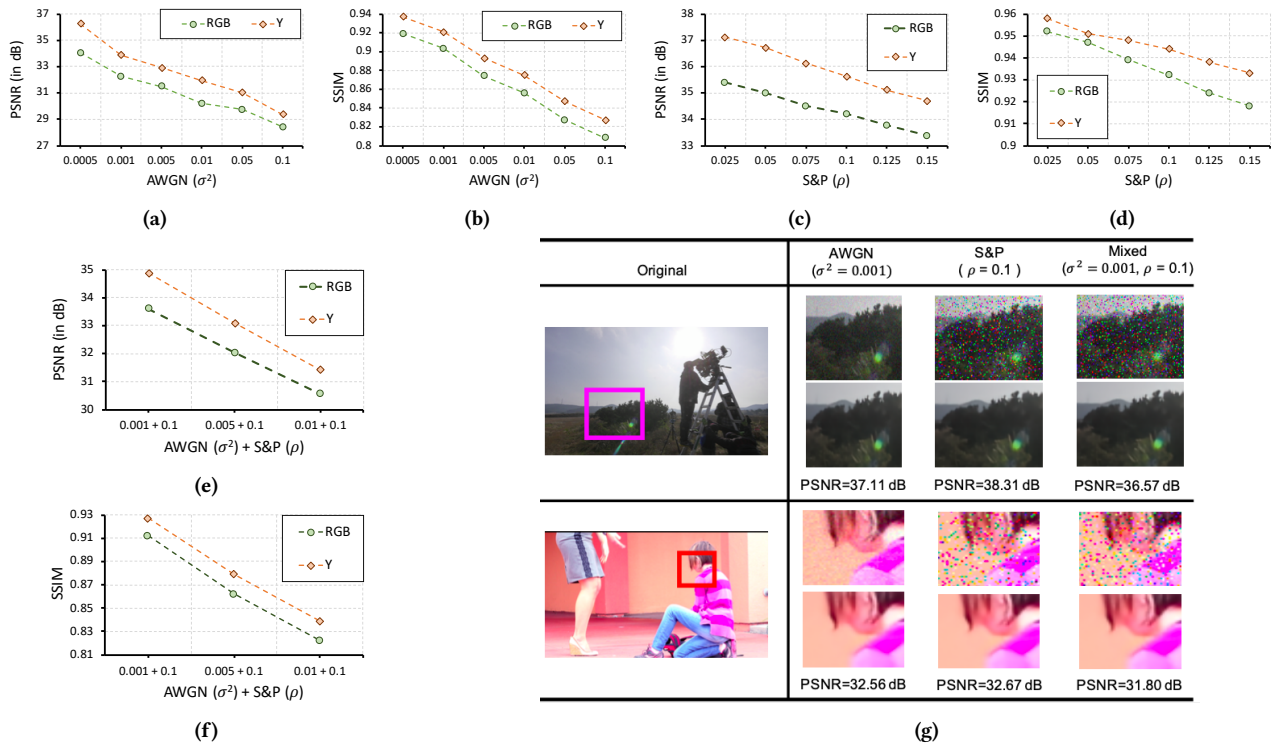 37
35
33
31
29
27
PSNR (in dB)
RGB
Y
0.0005 0.001 0.005 0.01 0.05 0.1
AWGN (σ²)
(a)
0.94
0.92
0.9
0.88
0.86
0.84
0.82
0.8
SSIM
RGB
Y
0.0005 0.001 0.005 0.01 0.05 0.1
AWGN (σ²)
(b)
38
37
36
35
34
33
PSNR (in dB)
RGB
Y
0.025 0.05 0.075 0.1 0.125 0.15
S&P (ρ)
(c)
0.96
0.95
0.94
0.93
0.92
0.91
0.9
SSIM
RGB
Y
0.025 0.05 0.075 0.1 0.125 0.15
S&P (ρ)
(d)
35
34
33
32
31
30
PSNR (in dB)
RGB
Y
0.001 + 0.1 0.005 + 0.1 0.01 + 0.1
AWGN (σ²) + S&P (ρ)
(e)
0.93
0.91
0.89
0.87
0.85
0.83
0.81
SSIM
RGB
Y
0.001 + 0.1 0.005 + 0.1 0.01 + 0.1
AWGN (σ²) + S&P (ρ)
(f)
Original
AWGN
(σ² = 0.001)
S&P
( ρ = 0.1 )
Mixed
(σ² = 0.001, ρ = 0.1)
PSNR=37.11 dB PSNR=38.31 dB PSNR=36.57 dB
PSNR=32.56 dB PSNR=32.67 dB PSNR=31.80 dB
(g)